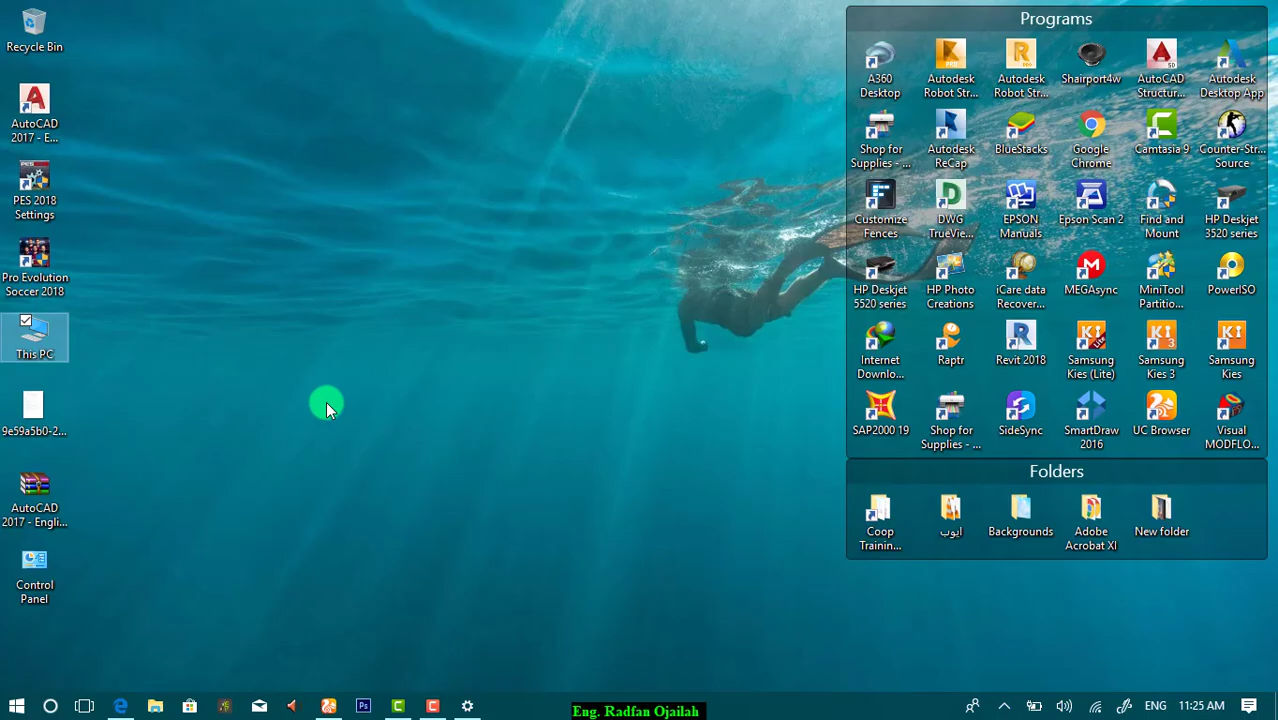 Recycle Bin
AutoCAD
2017 - E...
PES 2018
Settings
Pro Evolution
Soccer 2018
This PC
9e59a5b0-2...
AutoCAD
2017 - Engli...
Control
Panel
Programs
A360
Desktop
Autodesk
Robot Str...
Autodesk
Robot Str...
Shairport4w
AutoCAD
Structur...
Autodesk
Desktop App
Shop for
Supplies - ...
Autodesk
ReCap
BlueStacks
Google
Chrome
Camtasia 9
Counter-Str...
Source
Customize
Fences
DWG
TrueVie...
EPSON
Manuals
Epson Scan 2
Find and
Mount
HP Deskjet
3520 series
HP Deskjet
5520 series
HP Photo
Creations
iCare data
Recover...
MEGAsync
MiniTool
Partitio...
PowerISO
Internet
Downlo...
Raptr
Revit 2018
Samsung
Kies (Lite)
Samsung
Kies 3
Samsung
Kies
SAP2000 19
Shop for
Supplies - ...
SideSync
SmartDraw
2016
UC Browser
Visual
MODFLO...
Folders
Coop
Trainin...
ايوب
Backgrounds
Adobe
Acrobat XI
New folder
Eng. Radfan Ojailah
ENG
11:25 AM